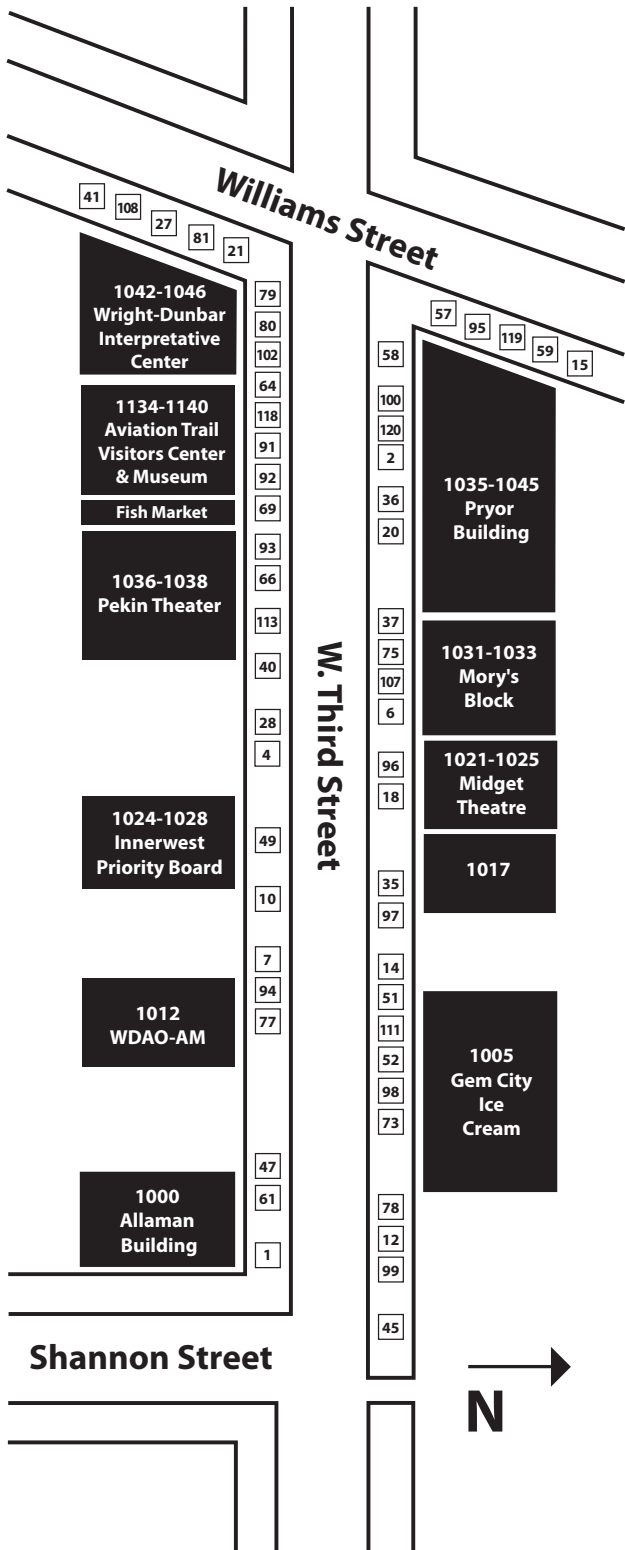 Williams Street
41
108
27
81
21
57
95
119
59
15
1042-1046
Wright-Dunbar
Interpretative
Center
1134-1140
Aviation Trail
Visitors Center
& Museum
Fish Market
1036-1038
Pekin Theater
1024-1028
Innerwest
Priority Board
1012
WDAO-AM
1000
Allaman
Building
79
80
102
64
118
91
92
69
93
66
113
40
28
4
49
10
7
94
77
47
61
1
W. Third Street
58
100
120
2
36
20
37
75
107
6
96
18
35
97
14
51
111
52
98
73
78
12
99
45
1035-1045
Pryor
Building
1031-1033
Mory's
Block
1021-1025
Midget
Theatre
1017
1005
Gem City
Ice
Cream
Shannon Street
N